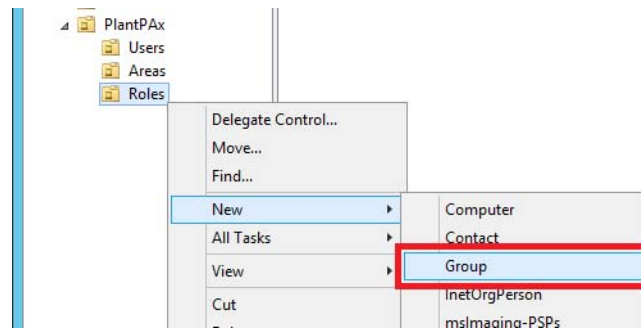 PlantPAx
Users
Areas
Roles
Delegate Control...
Move...
Find...
New
All Tasks
View
Cut
Computer
Contact
Group
InetOrgPerson
msImaging-PSPs